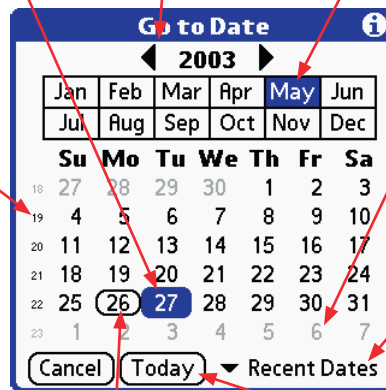 Go to Date
2003
Jan Feb Mar Apr May Jun
Jul Aug Sep Oct Nov Dec
Su Mo Tu We Th Fr Sa
18 27 28 29 30 1 2 3
19 4 5 6 7 8 9 10
20 11 12 13 14 15 16 17
21 18 19 20 21 22 23 24
22 25 26 27 28 29 30 31
23 1 2 3 4 5 6 7
Cancel Today Recent Dates